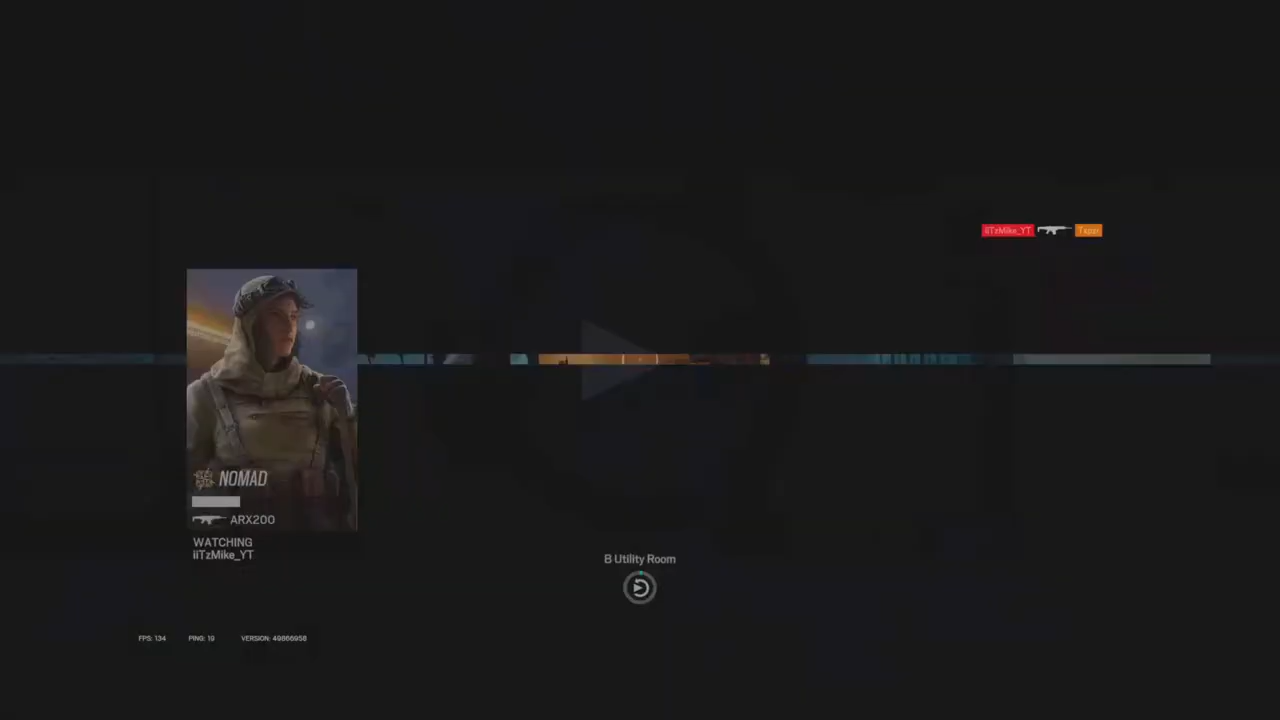 iiTzMike_YT
NOMAD
ARX200
WATCHING
iiTzMike_YT
B Utility Room
FPS: 134 PING: 19 VERSION: 49866958